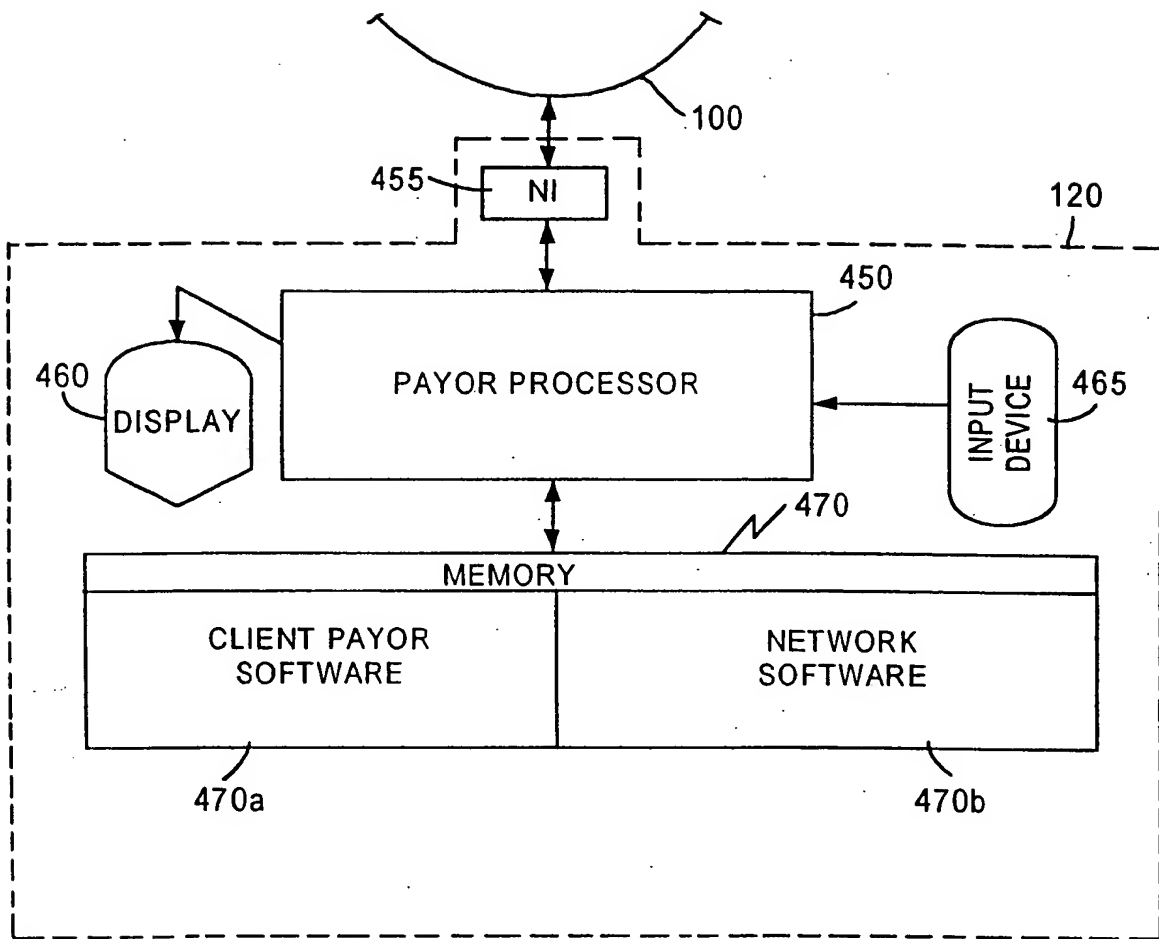 100
455
NI
120
450
PAYOR PROCESSOR
460
DISPLAY
INPUT
DEVICE
465
470
MEMORY
CLIENT PAYOR
SOFTWARE
NETWORK
SOFTWARE
470a
470b